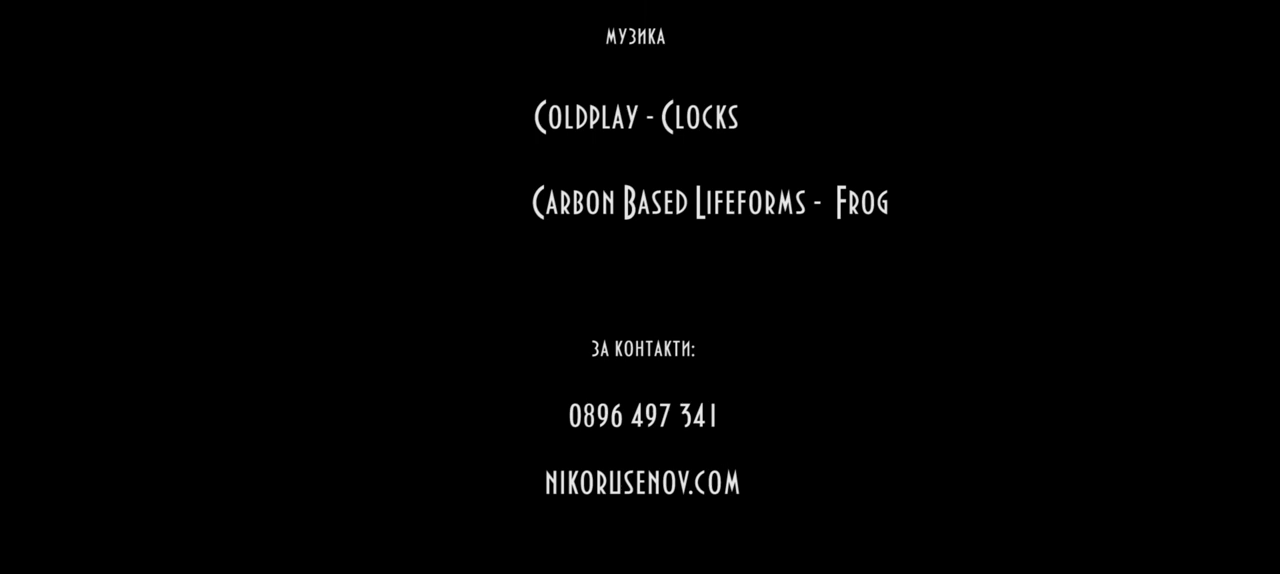 МУЗИКА
Coldplay - Clocks
Carbon Based Lifeforms - Frog
ЗА КОНТАКТИ:
0896 497 341
NIKORUSENOV.COM